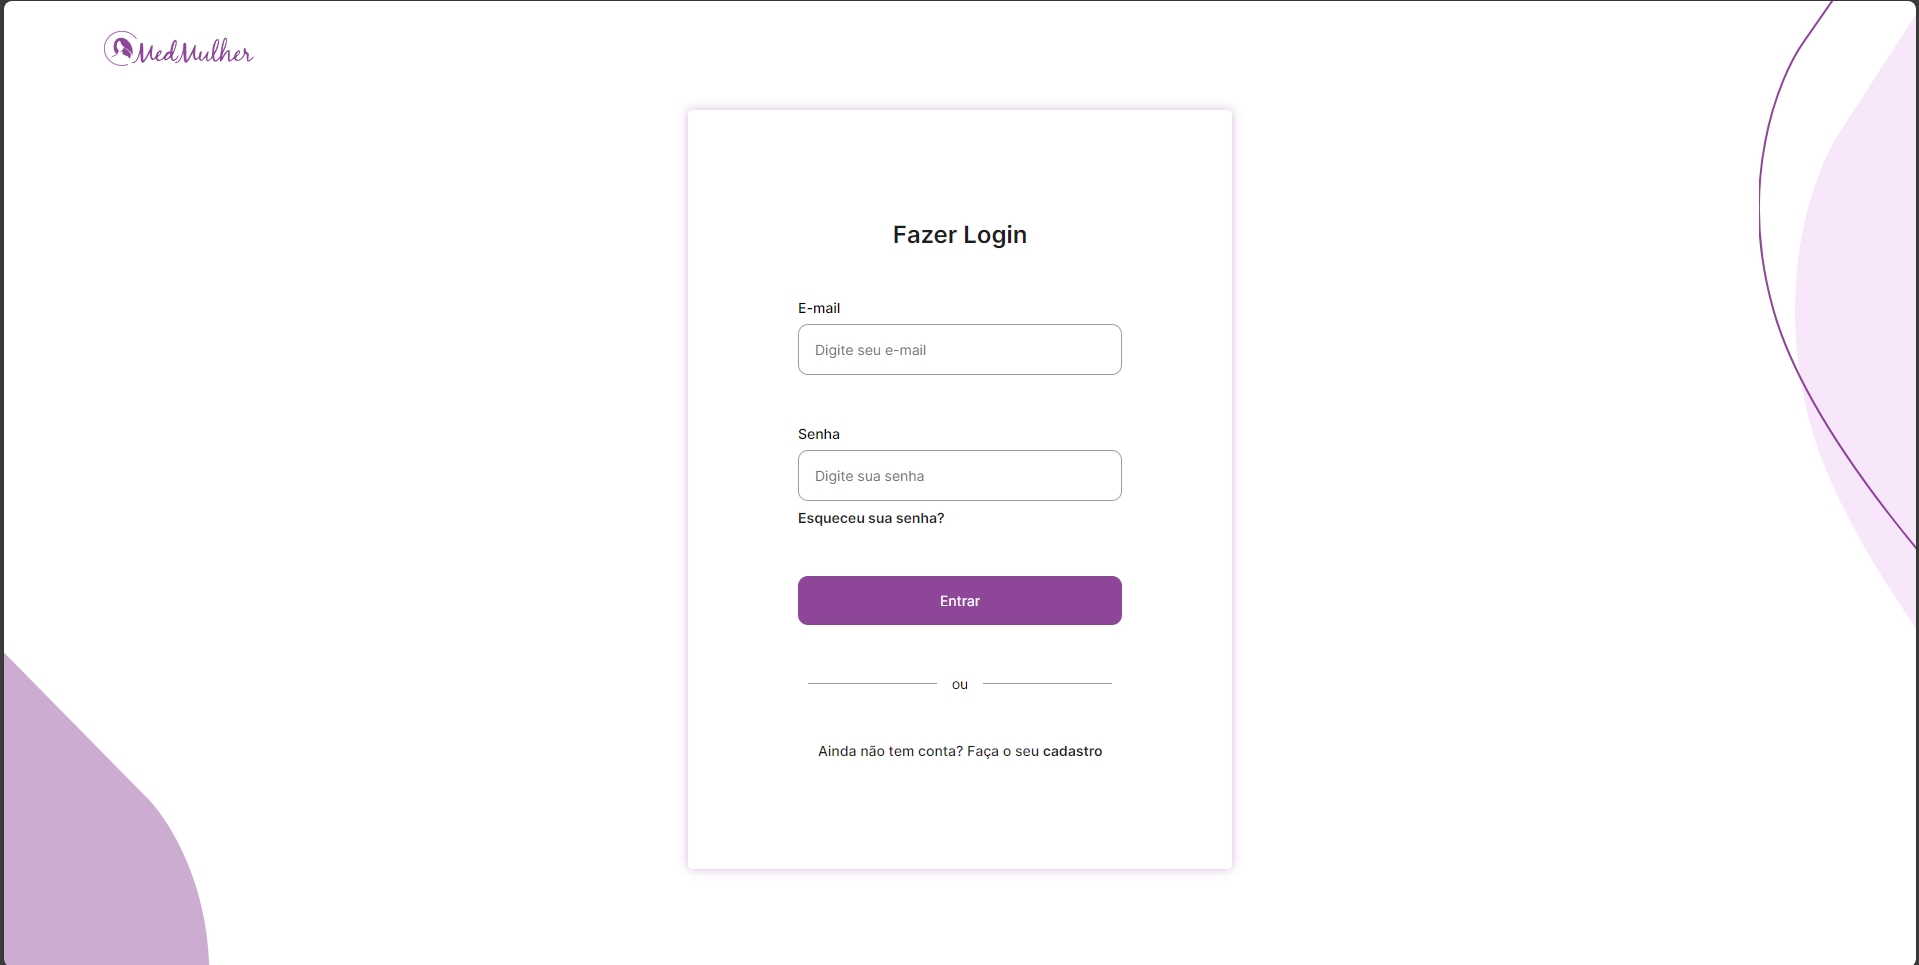 MedMulher
Fazer Login
E-mail
Digite seu e-mail
Senha
Digite sua senha
Esqueceu sua senha?
Entrar
ou
Ainda não tem conta? Faça o seu cadastro